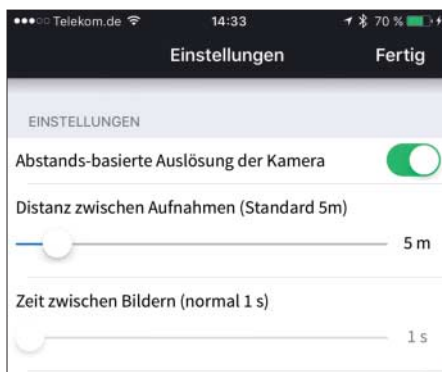 Telekom.de 14:33 70 %
Einstellungen Fertig
EINSTELLUNGEN
Abstands-basierte Auslösung der Kamera
Distanz zwischen Aufnahmen (Standard 5m)
5 m
Zeit zwischen Bildern (normal 1 s)
1 s